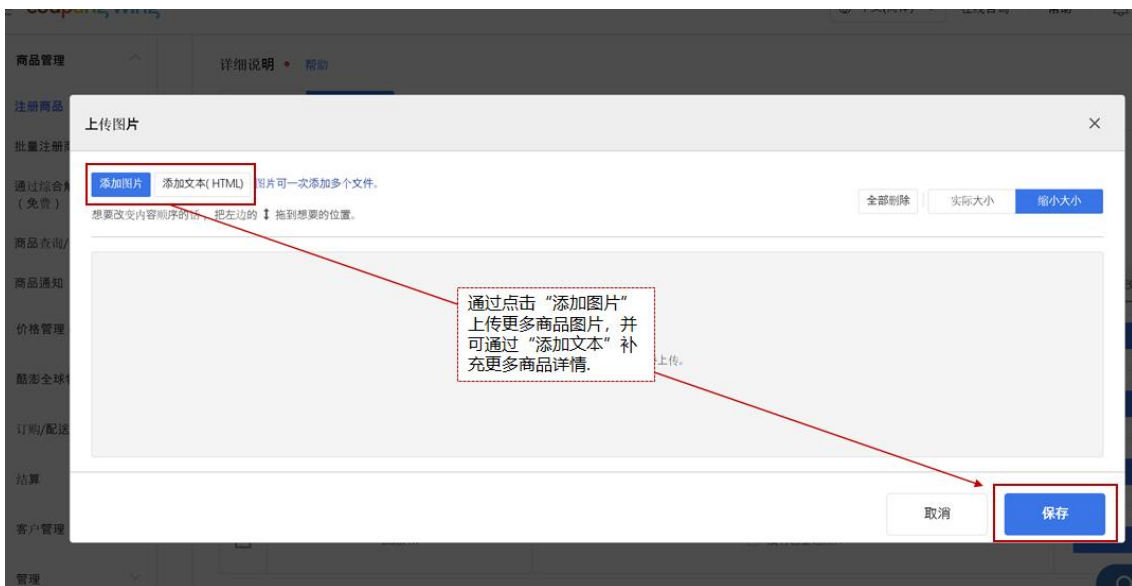 coupang wing
商品管理
详细说明 • 帮助
注册商品
上传图片
批量注册
添加图片 添加文本( HTML) 图片可一次添加多个文件。
通过综合
(免费)
全部删除 实际大小 缩小大小
想要改变内容顺序的话，把左边的 ⬍ 拖到想要的位置。
商品查询/
商品通知
通过点击“添加图片”
上传更多商品图片，并
可通过“添加文本”补
充更多商品详情.
上传。
价格管理
酷澎全球
订购/配送
结算
取消 保存
客户管理
管理